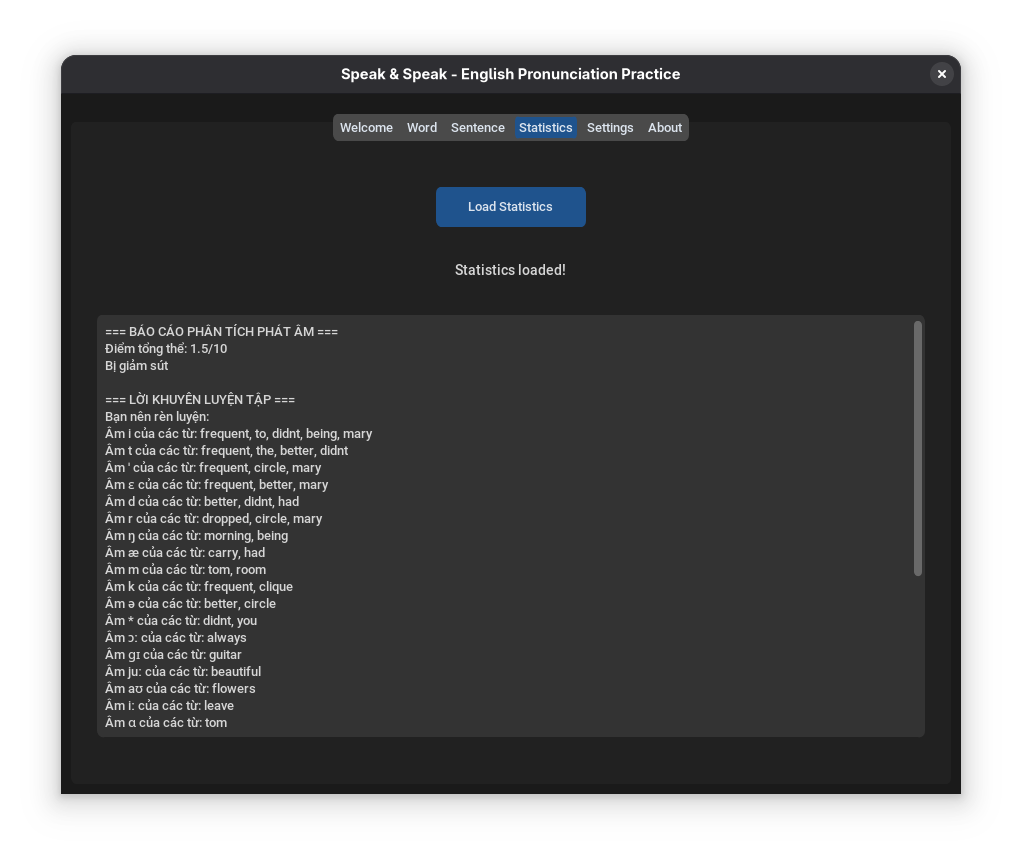 Speak & Speak - English Pronunciation Practice
Welcome Word Sentence Statistics Settings About
Load Statistics
Statistics loaded!
=== BÁO CÁO PHÂN TÍCH PHÁT ÂM ===
Điểm tổng thể: 1.5/10
Bị giảm sút
=== LỜI KHUYÊN LUYỆN TẬP ===
Bạn nên rèn luyện:
Âm i của các từ: frequent, to, didnt, being, mary
Âm t của các từ: frequent, the, better, didnt
Âm ' của các từ: frequent, circle, mary
Âm ɛ của các từ: frequent, better, mary
Âm d của các từ: better, didnt, had
Âm r của các từ: dropped, circle, mary
Âm ŋ của các từ: morning, being
Âm æ của các từ: carry, had
Âm m của các từ: tom, room
Âm k của các từ: frequent, clique
Âm ə của các từ: better, circle
Âm * của các từ: didnt, you
Âm ɔː của các từ: always
Âm ɡɪ của các từ: guitar
Âm juː của các từ: beautiful
Âm aʊ của các từ: flowers
Âm iː của các từ: leave
Âm ɑ của các từ: tom